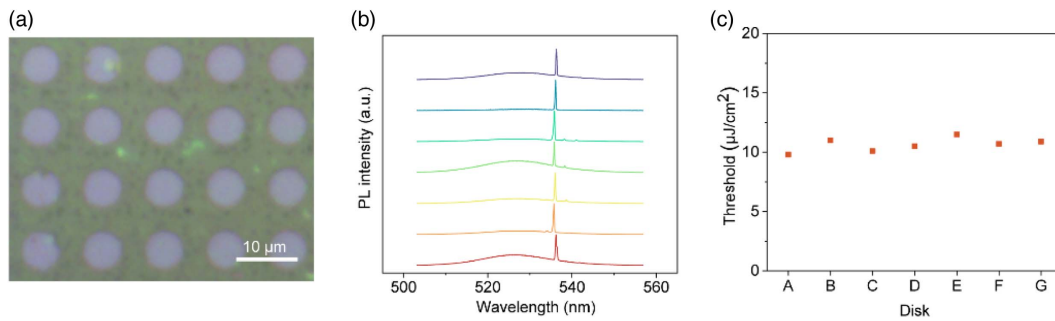 (a)
10 μm
(b)
PL intensity (a.u.)
500
520
540
560
Wavelength (nm)
(c)
Threshold (μJ/cm²)
20
15
10
5
0
A
B
C
D
E
F
G
Disk